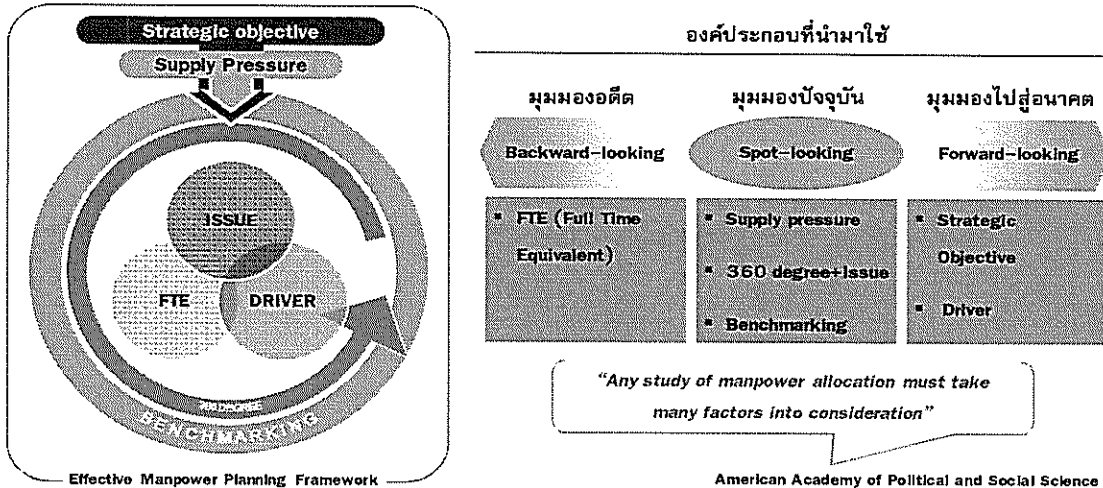 Strategic objective
Supply Pressure
ISSUE
FTE
DRIVER
360 DEGREE
BENCHMARKING
Effective Manpower Planning Framework
องค์ประกอบที่นำมาใช้
มุมมองอดีต
มุมมองปัจจุบัน
มุมมองไปสู่อนาคต
Backward-looking
Spot-looking
Forward-looking
▪ FTE (Full Time
Equivalent)
▪ Supply pressure
▪ 360 degree+Issue
▪ Benchmarking
▪ Strategic
Objective
▪ Driver
"Any study of manpower allocation must take
many factors into consideration"
American Academy of Political and Social Science